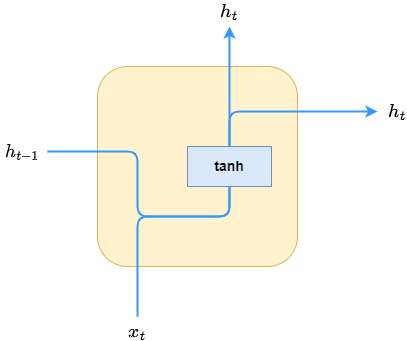 h_t
h_t
h_{t-1}
tanh
x_t